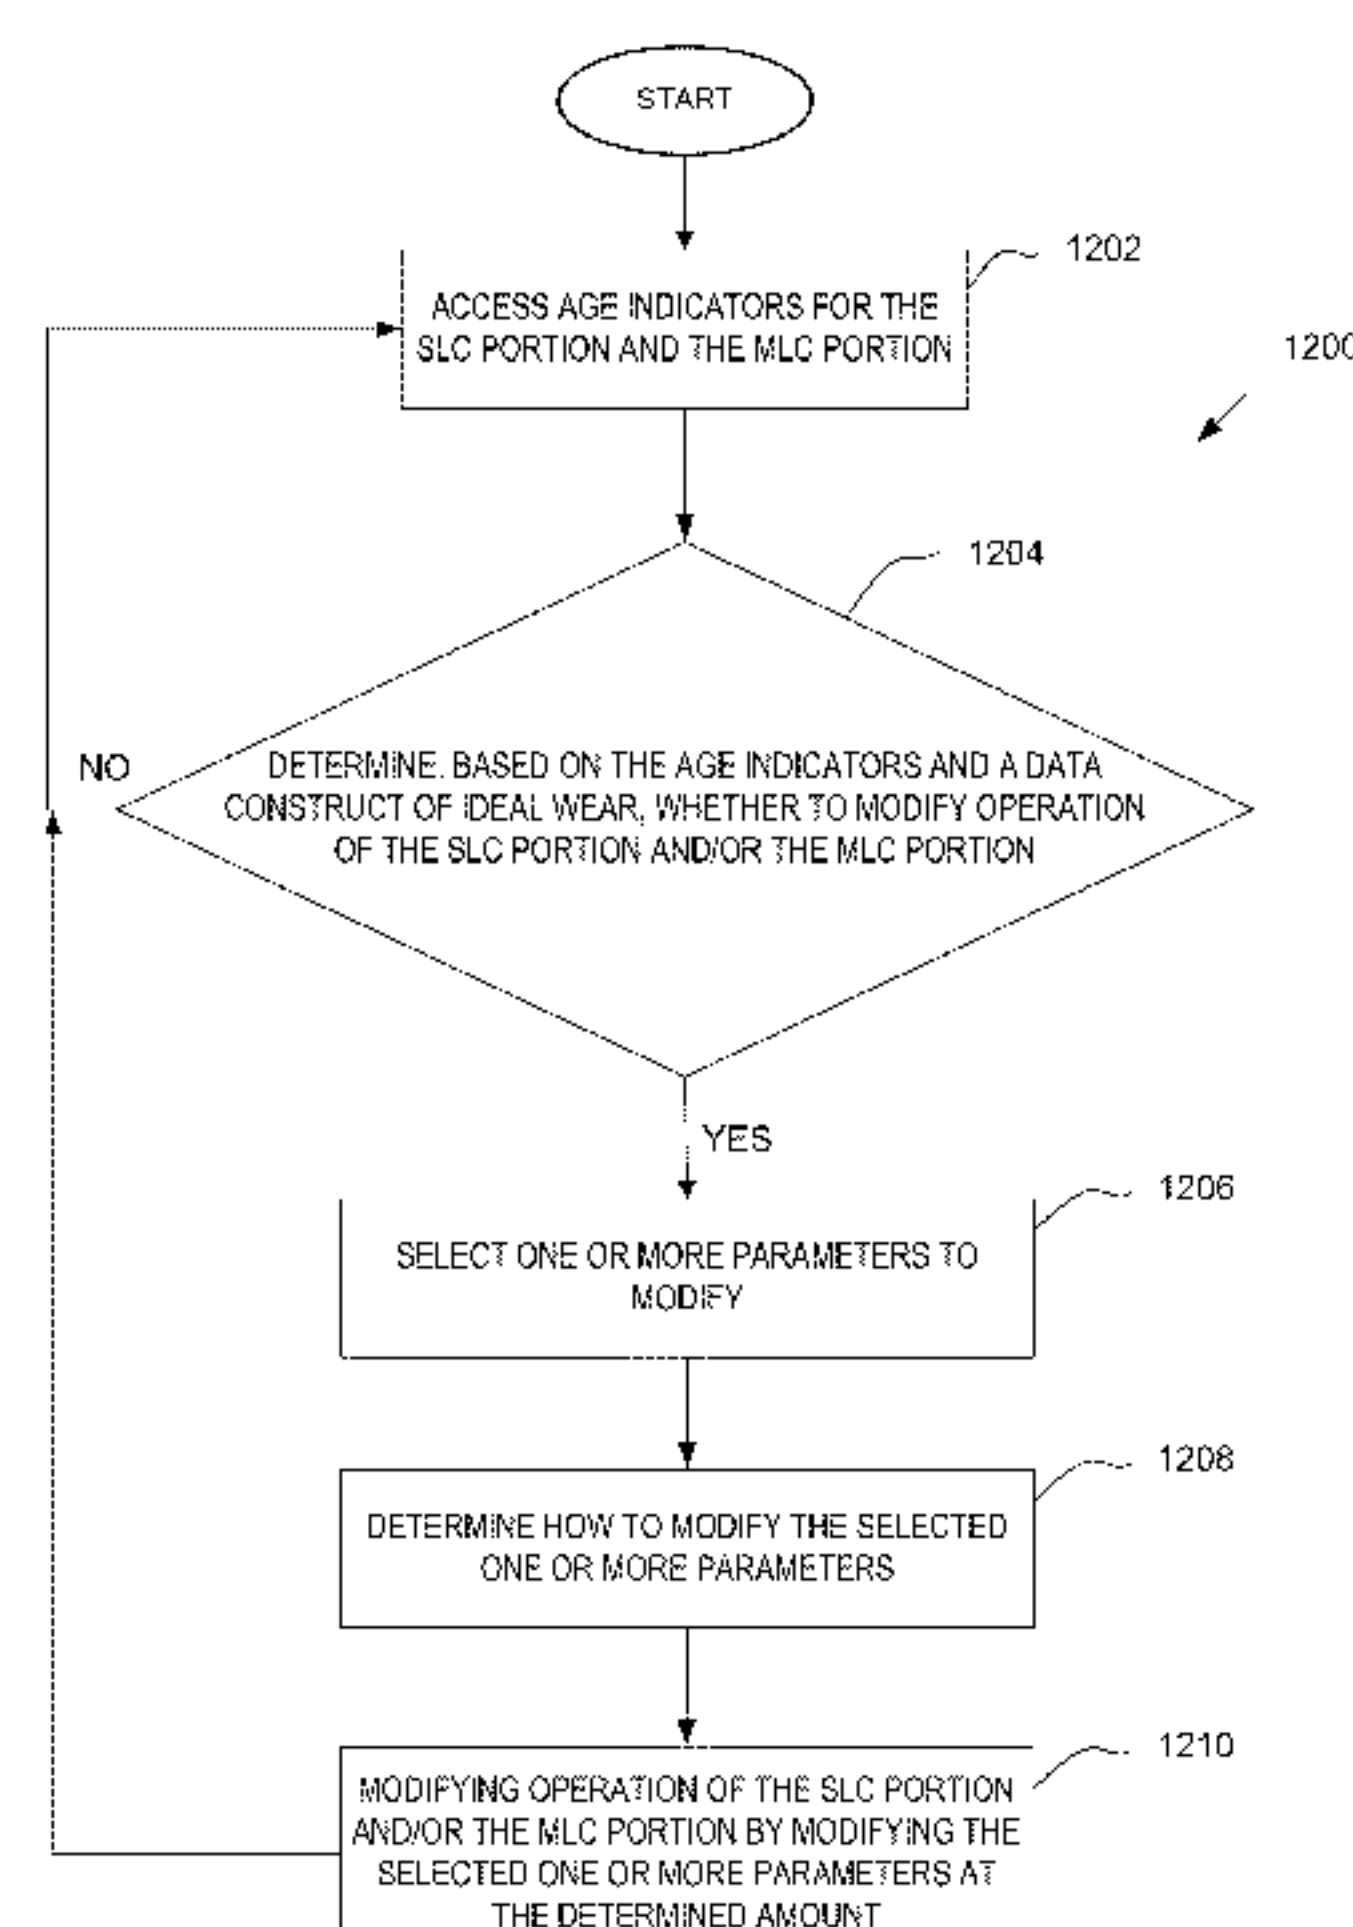 START
1202
ACCESS AGE INDICATORS FOR THE
SLC PORTION AND THE MLC PORTION
1200
1204
NO
DETERMINE, BASED ON THE AGE INDICATORS AND A DATA
CONSTRUCT OF IDEAL WEAR, WHETHER TO MODIFY OPERATION
OF THE SLC PORTION AND/OR THE MLC PORTION
YES
1206
SELECT ONE OR MORE PARAMETERS TO
MODIFY
1208
DETERMINE HOW TO MODIFY THE SELECTED
ONE OR MORE PARAMETERS
1210
MODIFYING OPERATION OF THE SLC PORTION
AND/OR THE MLC PORTION BY MODIFYING THE
SELECTED ONE OR MORE PARAMETERS AT
THE DETERMINED AMOUNT